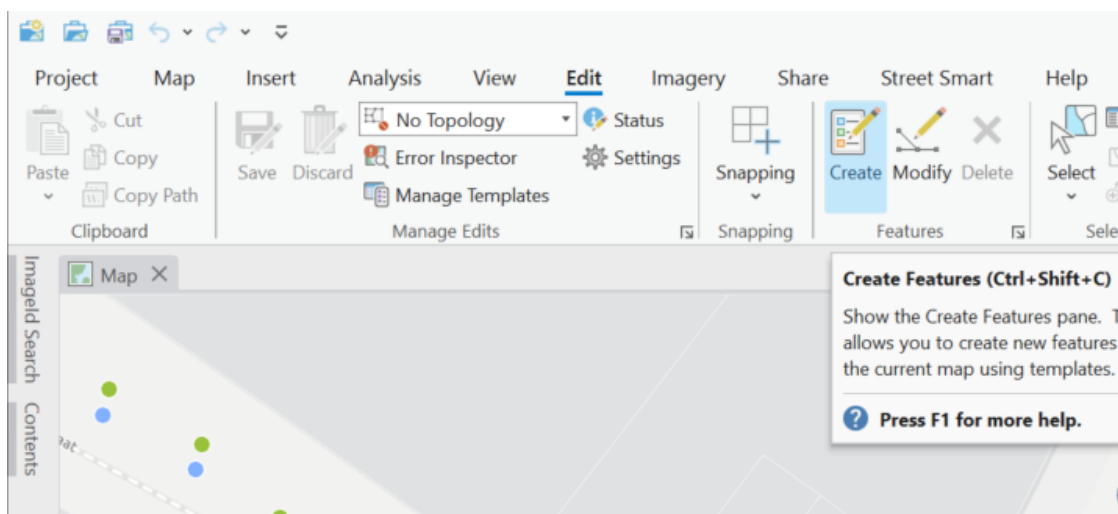 Project Map Insert Analysis View Edit Imagery Share Street Smart Help
Paste
Cut
Copy
Copy Path
Clipboard
Save Discard
No Topology
Error Inspector
Manage Templates
Status
Settings
Manage Edits
Snapping
Snapping
Create Modify Delete
Features
Select
Sele
ImageId Search
Contents
Map
Create Features (Ctrl+Shift+C)
Show the Create Features pane. T
allows you to create new features
the current map using templates.
Press F1 for more help.
aat